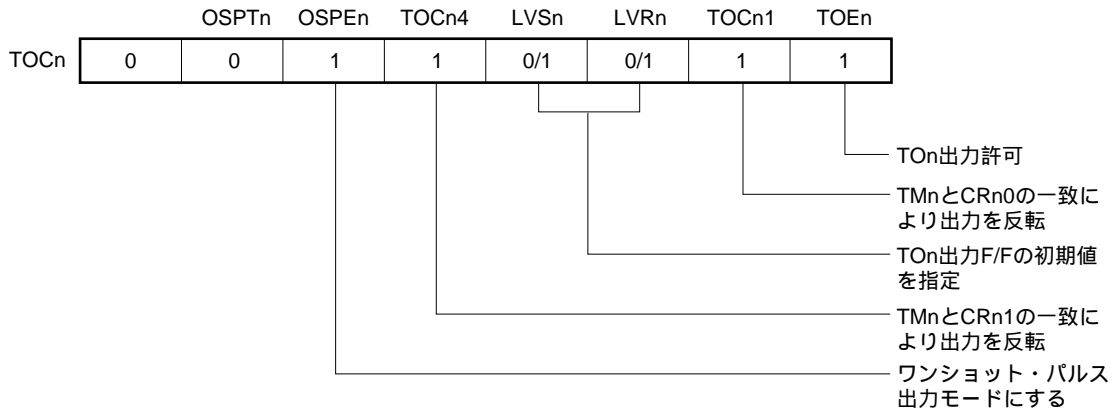 OSPTn OSPEn TOCn4 LVSn LVRn TOCn1 TOEn
TOCn 0 0 1 1 0/1 0/1 1 1
TOn出力許可
TMnとCRn0の一致に
より出力を反転
TOn出力F/Fの初期値
を指定
TMnとCRn1の一致に
より出力を反転
ワンショット・パルス
出力モードにする